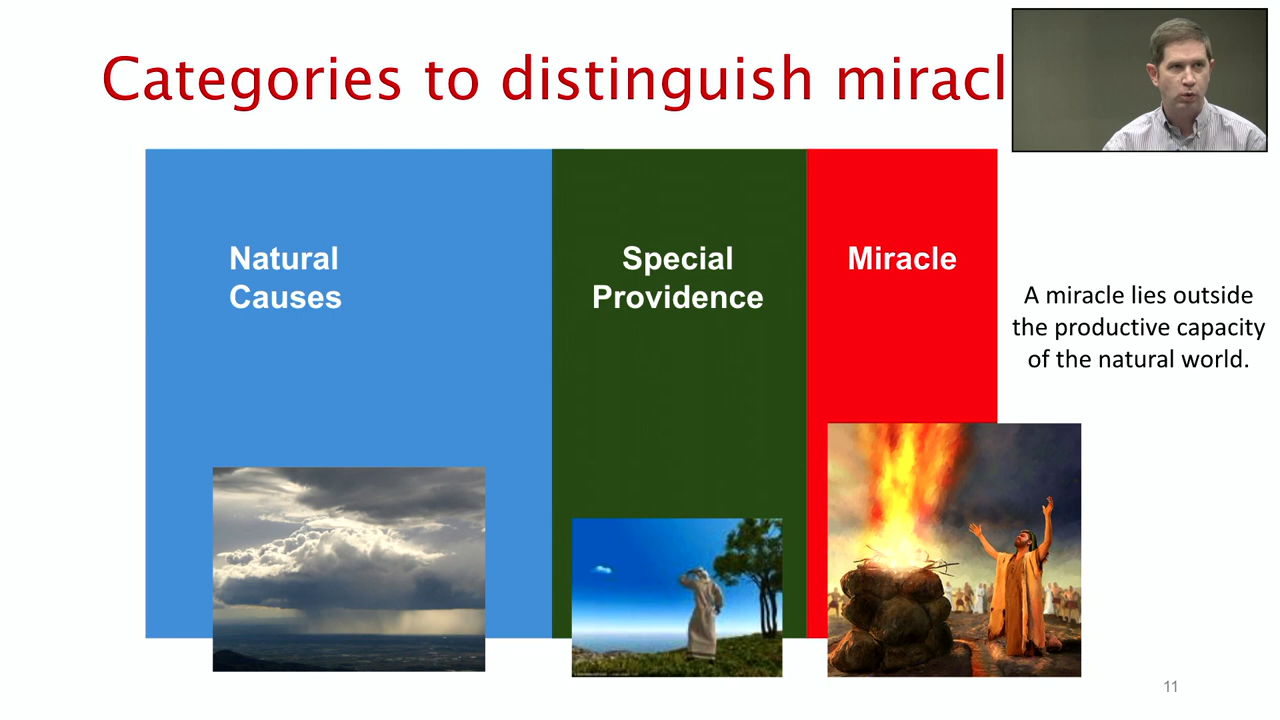 Categories to distinguish miracl
Natural
Causes
Special
Providence
Miracle
A miracle lies outside
the productive capacity
of the natural world.
11